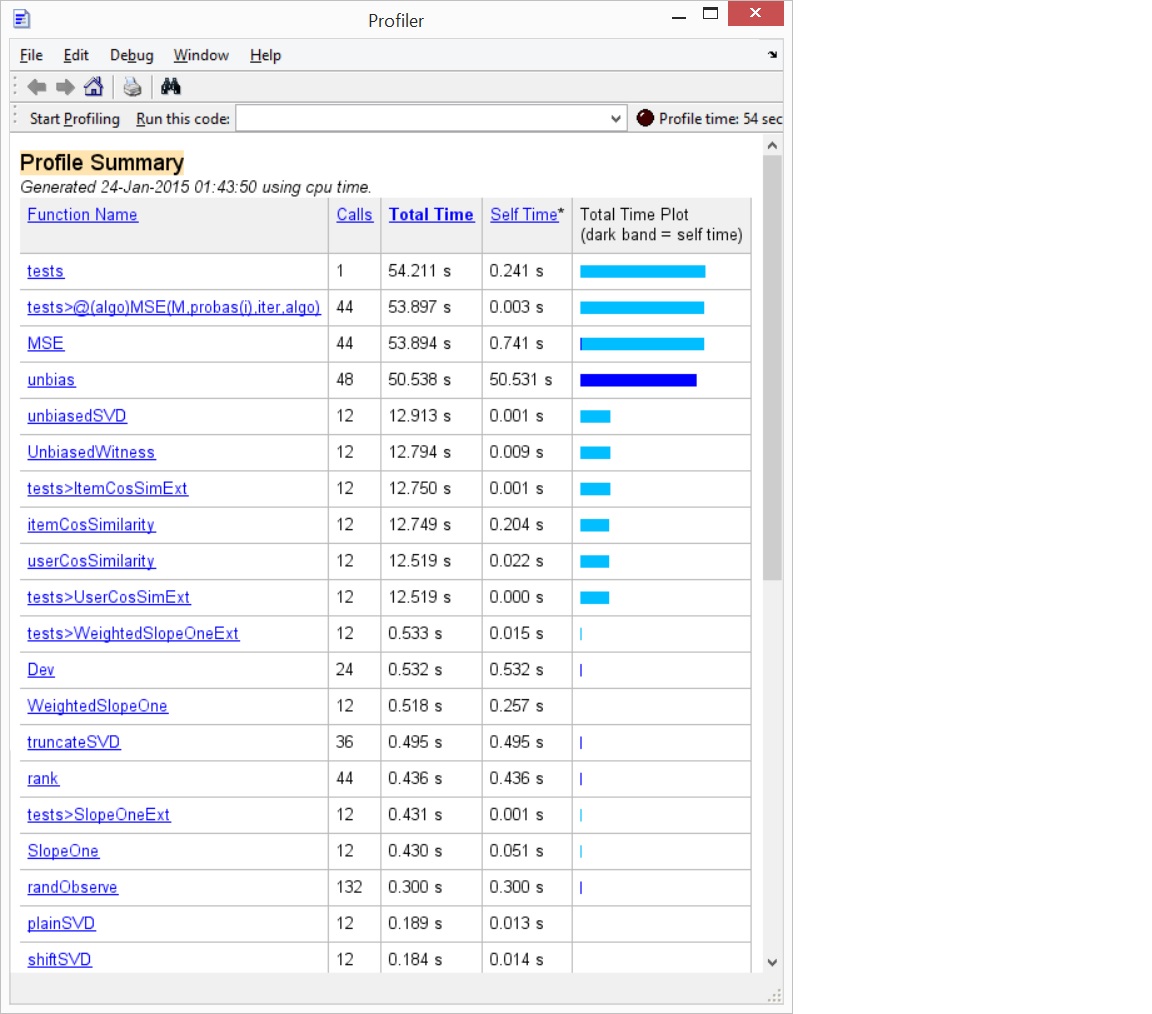 Profiler
File Edit Debug Window Help
Start Profiling Run this code: Profile time: 54 sec
Profile Summary
Generated 24-Jan-2015 01:43:50 using cpu time.
Function Name Calls Total Time Self Time* Total Time Plot
(dark band = self time)
tests 1 54.211 s 0.241 s
tests>@(algo)MSE(M,probas(i),iter,algo) 44 53.897 s 0.003 s
MSE 44 53.894 s 0.741 s
unbias 48 50.538 s 50.531 s
unbiasedSVD 12 12.913 s 0.001 s
UnbiasedWitness 12 12.794 s 0.009 s
tests>ItemCosSimExt 12 12.750 s 0.001 s
itemCosSimilarity 12 12.749 s 0.204 s
userCosSimilarity 12 12.519 s 0.022 s
tests>UserCosSimExt 12 12.519 s 0.000 s
tests>WeightedSlopeOneExt 12 0.533 s 0.015 s
Dev 24 0.532 s 0.532 s
WeightedSlopeOne 12 0.518 s 0.257 s
truncateSVD 36 0.495 s 0.495 s
rank 44 0.436 s 0.436 s
tests>SlopeOneExt 12 0.431 s 0.001 s
SlopeOne 12 0.430 s 0.051 s
randObserve 132 0.300 s 0.300 s
plainSVD 12 0.189 s 0.013 s
shiftSVD 12 0.184 s 0.014 s